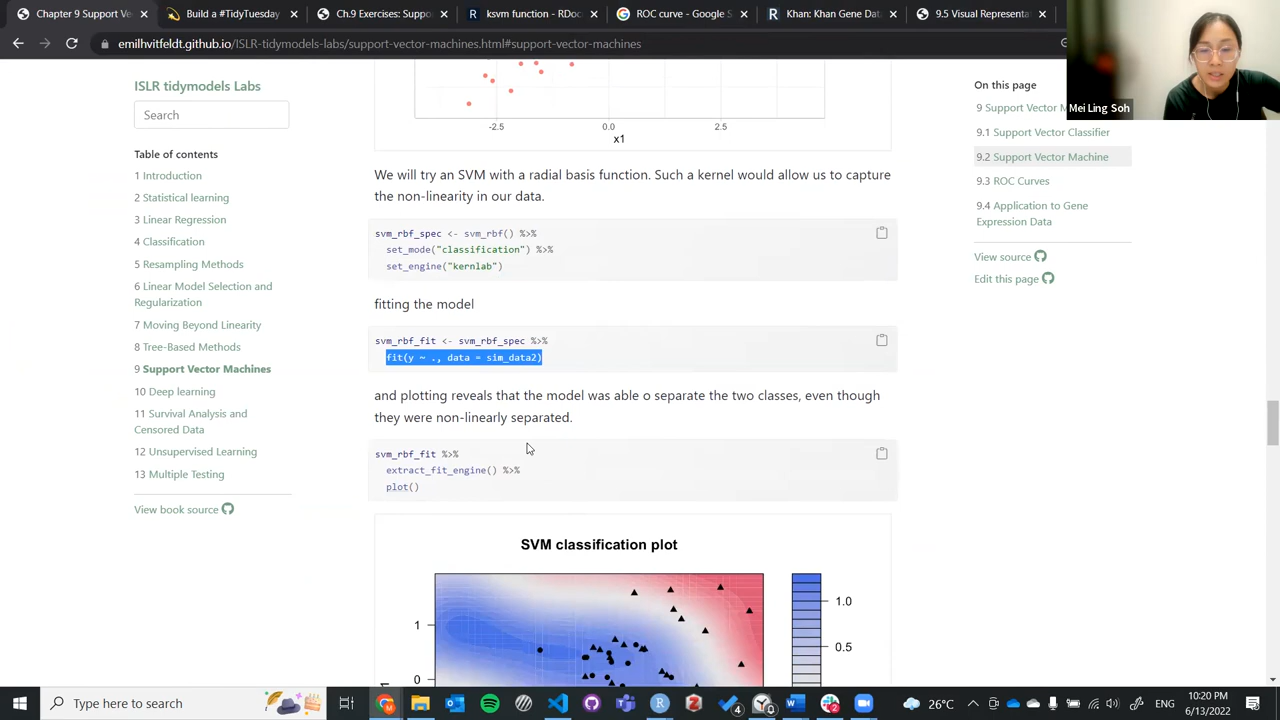 Chapter 9 Suppo
Ch.9 Exercises: Supp
ksvm function - RDoc
ROC curve - Google S
Khan: Khan Gene Dat
9.5 Visual Representat
emilhvitfeldt.github.io/ISLR-tidymodels-labs/support-vector-machines.html#support-vector-machines
ISLR tidymodels Labs
Search
Table of contents
1 Introduction
2 Statistical learning
3 Linear Regression
4 Classification
5 Resampling Methods
6 Linear Model Selection and
Regularization
7 Moving Beyond Linearity
8 Tree-Based Methods
9 Support Vector Machines
10 Deep learning
11 Survival Analysis and
Censored Data
12 Unsupervised Learning
13 Multiple Testing
View book source
-2.5 0.0 2.5
x1
We will try an SVM with a radial basis function. Such a kernel would allow us to capture
the non-linearity in our data.
svm_rbf_spec <- svm_rbf() %>%
set_mode("classification") %>%
set_engine("kernlab")
fitting the model
svm_rbf_fit <- svm_rbf_spec %>%
fit(y ~ ., data = sim_data2)
and plotting reveals that the model was able o separate the two classes, even though
they were non-linearly separated.
svm_rbf_fit %>%
extract_fit_engine() %>%
plot()
SVM classification plot
1
0
1.0
0.5
On this page
9 Support Vector M
9.1 Support Vector Classifier
9.2 Support Vector Machine
9.3 ROC Curves
9.4 Application to Gene
Expression Data
View source
Edit this page
Mei Ling Soh
Type here to search
4
0
2
26°C
ENG
10:20 PM
6/13/2022